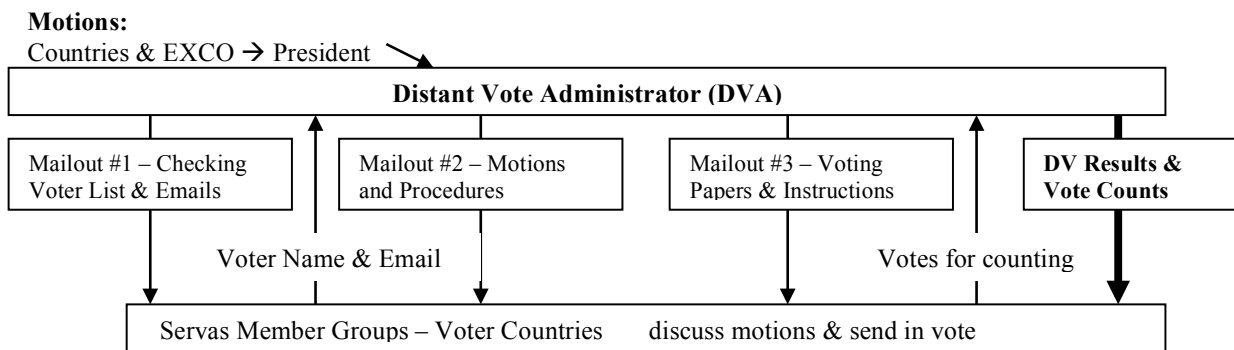 Motions:
Countries & EXCO → President
Distant Vote Administrator (DVA)
Mailout #1 – Checking
Voter List & Emails
Mailout #2 – Motions
and Procedures
Mailout #3 – Voting
Papers & Instructions
DV Results &
Vote Counts
Voter Name & Email
Votes for counting
Servas Member Groups – Voter Countries discuss motions & send in vote